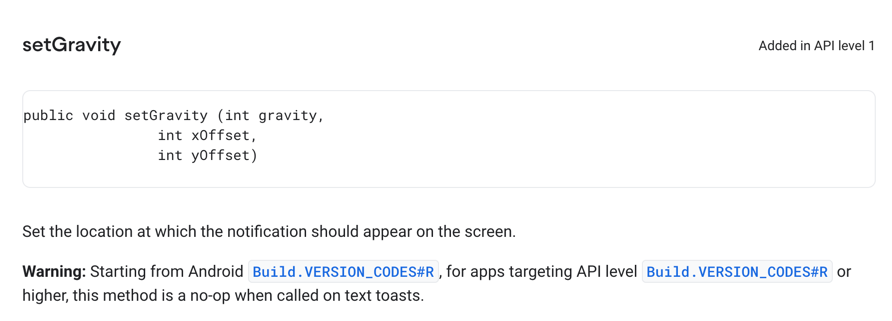 setGravity
Added in API level 1
public void setGravity (int gravity,
                int xOffset,
                int yOffset)
Set the location at which the notification should appear on the screen.
Warning: Starting from Android Build.VERSION_CODES#R, for apps targeting API level Build.VERSION_CODES#R or
higher, this method is a no-op when called on text toasts.